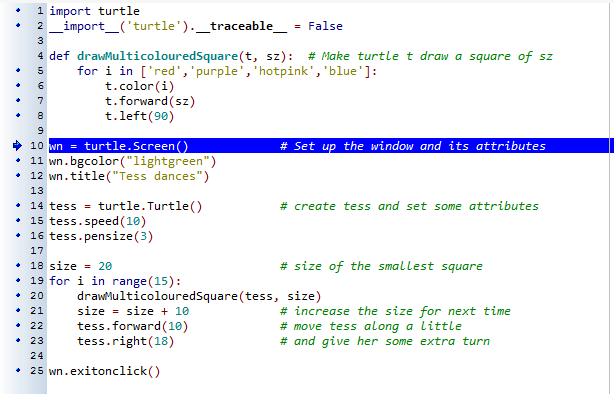 1 import turtle
2 __import__('turtle').__traceable__ = False
3
4 def drawMulticolouredSquare(t, sz):  # Make turtle t draw a square of sz
5     for i in ['red','purple','hotpink','blue']:
6         t.color(i)
7         t.forward(sz)
8         t.left(90)
9
10 wn = turtle.Screen()             # Set up the window and its attributes
11 wn.bgcolor("lightgreen")
12 wn.title("Tess dances")
13
14 tess = turtle.Turtle()           # create tess and set some attributes
15 tess.speed(10)
16 tess.pensize(3)
17
18 size = 20                        # size of the smallest square
19 for i in range(15):
20     drawMulticolouredSquare(tess, size)
21     size = size + 10             # increase the size for next time
22     tess.forward(10)             # move tess along a little
23     tess.right(18)               # and give her some extra turn
24
25 wn.exitonclick()